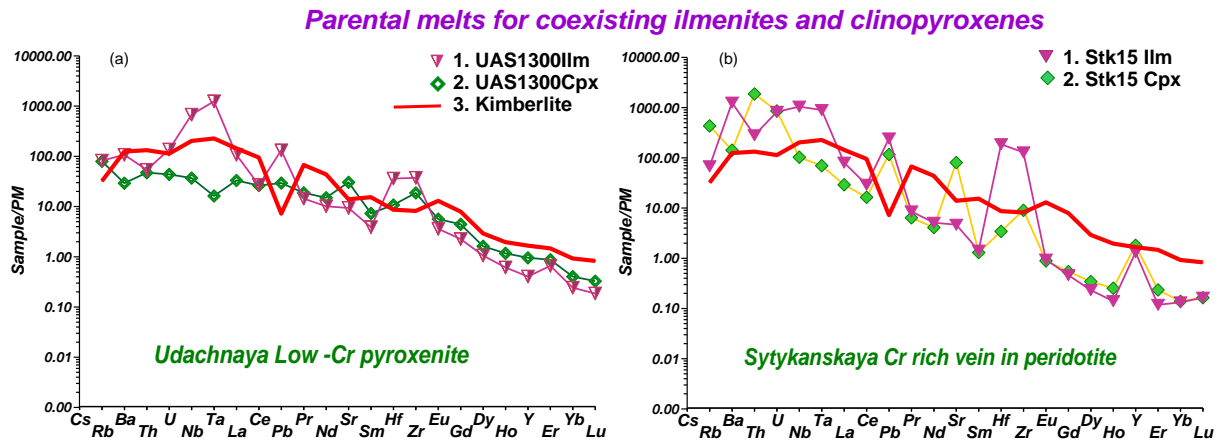 Parental melts for coexisting ilmenites and clinopyroxenes
(a)
1. UAS1300Ilm
2. UAS1300Cpx
3. Kimberlite
Sample/PM
10000.00
1000.00
100.00
10.00
1.00
0.10
0.01
0.00
Udachnaya Low -Cr pyroxenite
Cs Ba U Ta Ce Pr Sr Hf Eu Dy Y Yb
Rb Th Nb La Pb Nd Sm Zr Gd Ho Er Lu
(b)
1. Stk15 Ilm
2. Stk15 Cpx
Sample/PM
10000.00
1000.00
100.00
10.00
1.00
0.10
0.01
0.00
Sytykanskaya Cr rich vein in peridotite
Cs Ba U Ta Ce Pr Sr Hf Eu Dy Y Yb
Rb Th Nb La Pb Nd Sm Zr Gd Ho Er Lu